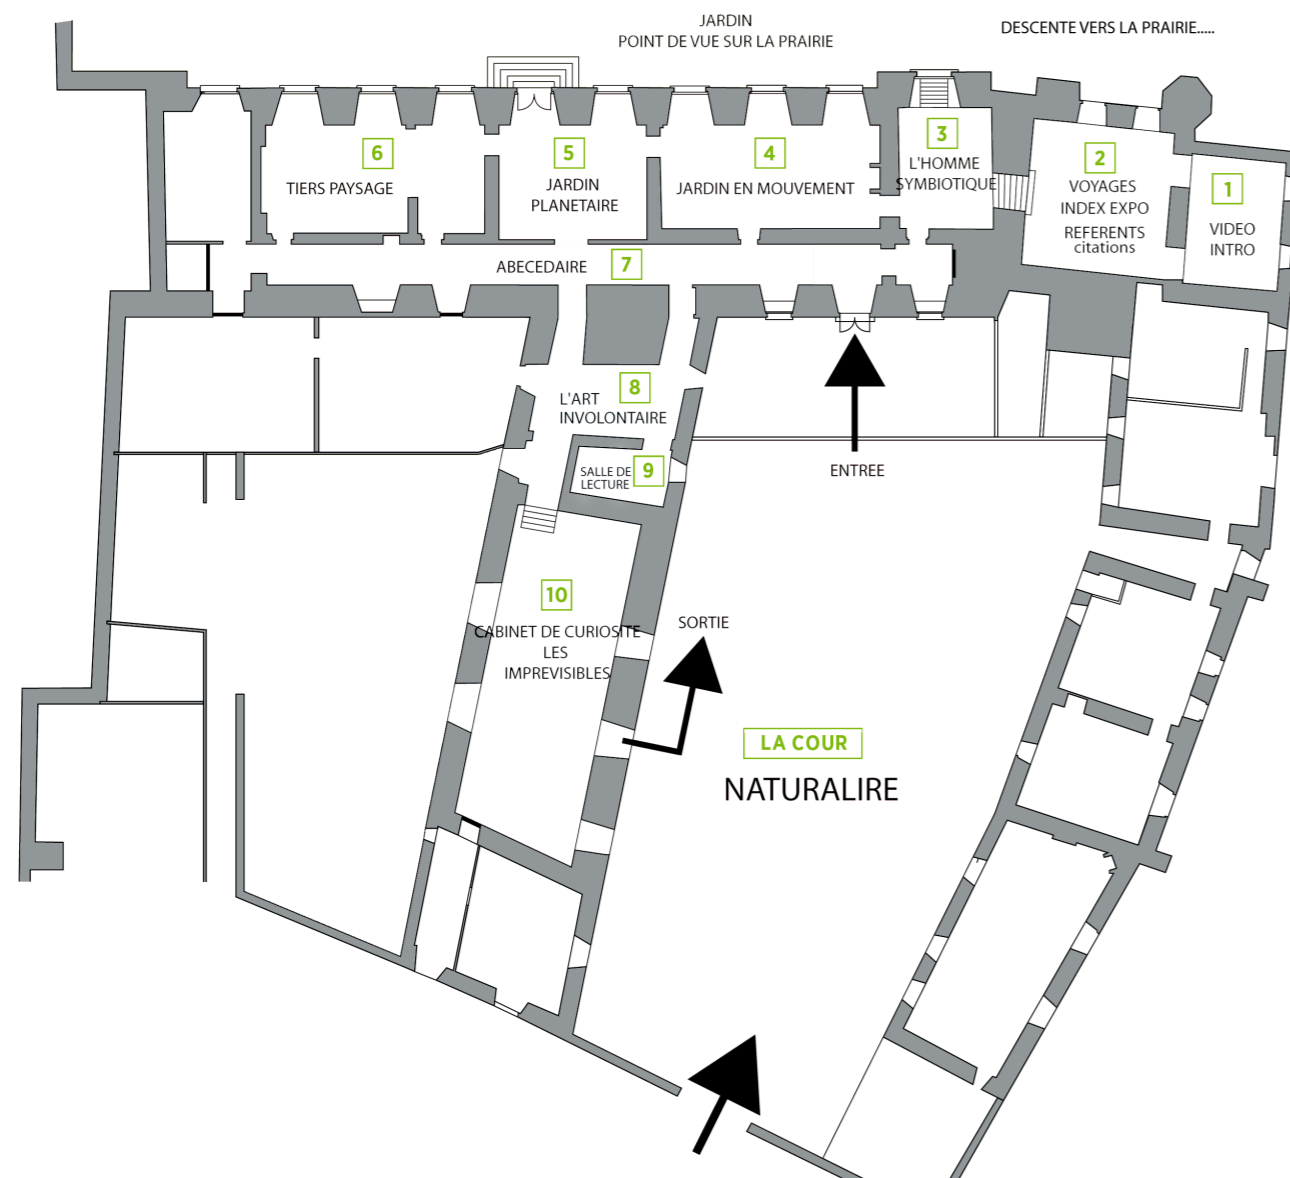 JARDIN
POINT DE VUE SUR LA PRAIRIE
DESCENTE VERS LA PRAIRIE.....
6
TIERS PAYSAGE
5
JARDIN
PLANETAIRE
4
JARDIN EN MOUVEMENT
3
L'HOMME
SYMBIOTIQUE
2
VOYAGES
INDEX EXPO
REFERENTS
citations
1
VIDEO
INTRO
ABECEDAIRE 7
8
L'ART
INVOLONTAIRE
SALLE DE
LECTURE
9
ENTREE
10
CABINET DE CURIOSITE
LES
IMPREVISIBLES
SORTIE
LA COUR
NATURALIRE